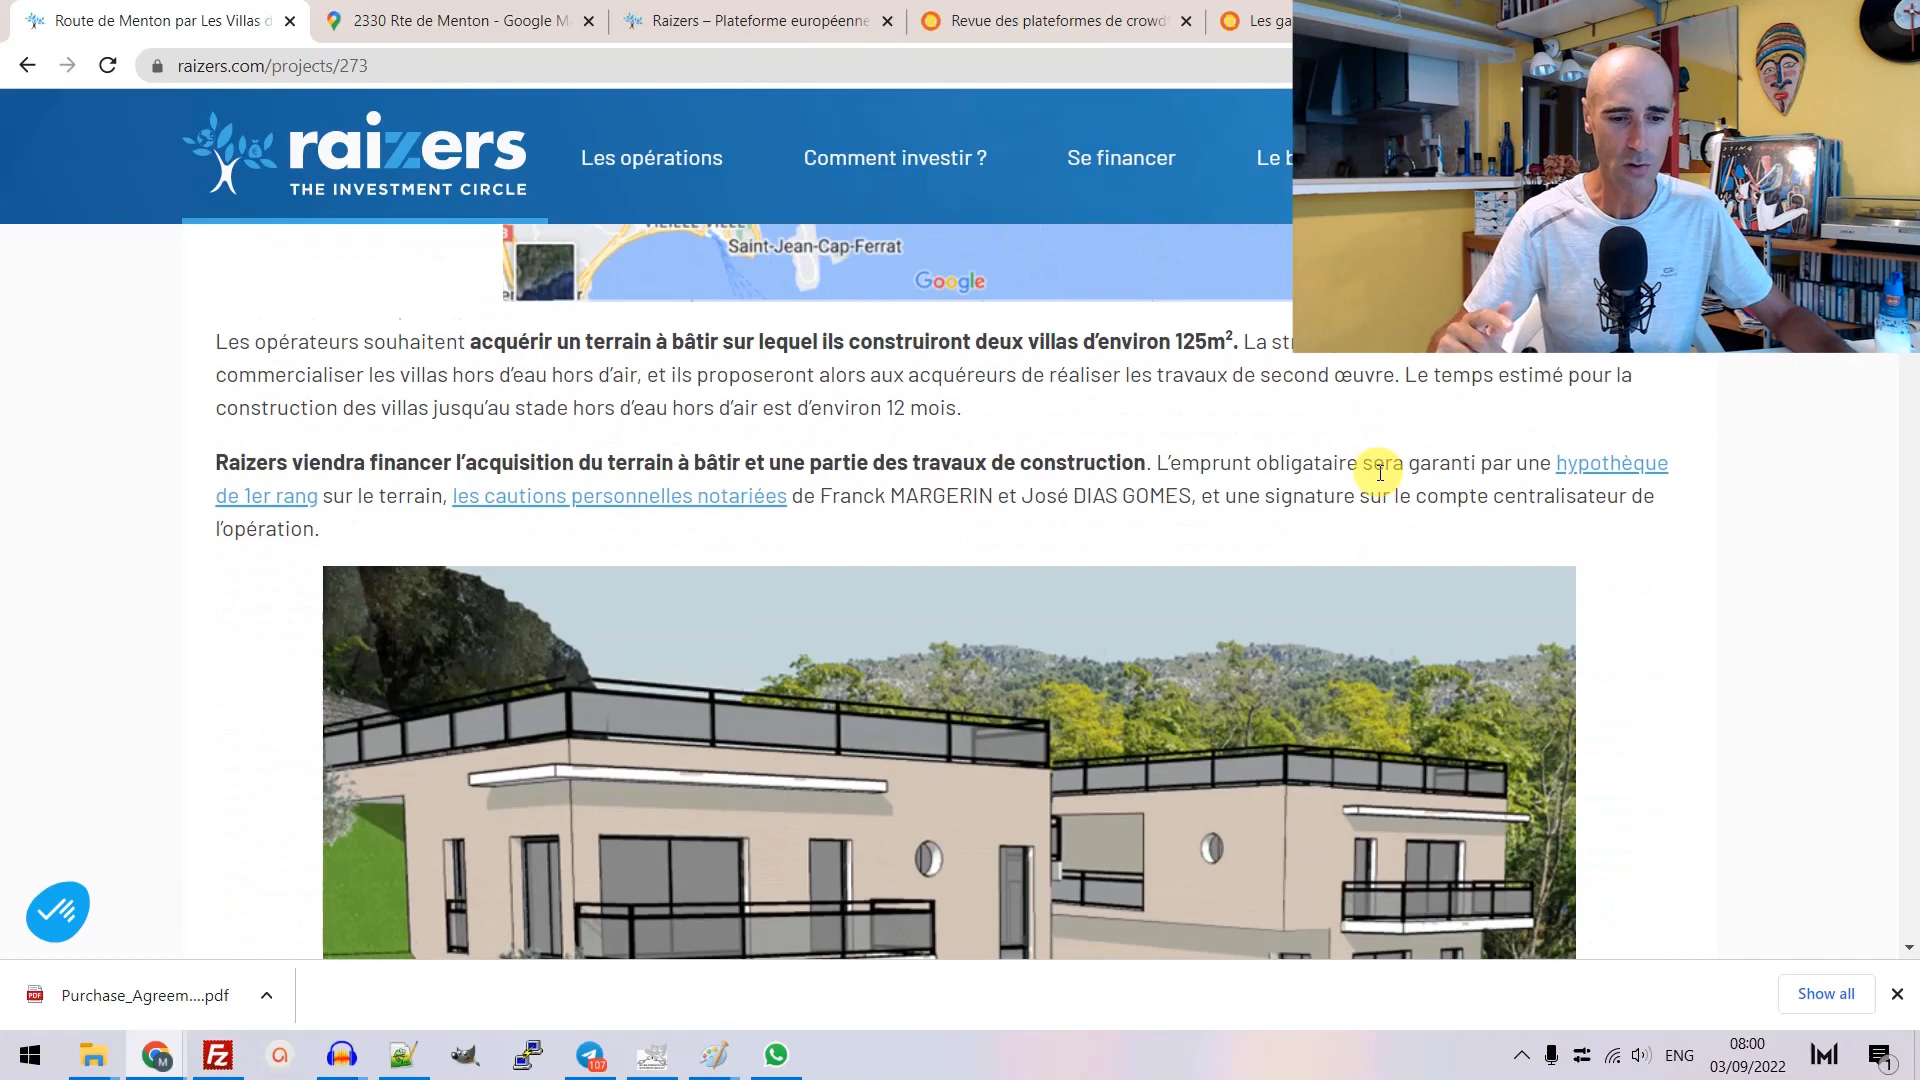 Route de Menton par Les Villas d
2330 Rte de Menton - Google M
Raizers – Plateforme européenne
Revue des plateformes de crowd
Les ga
raizers.com/projects/273
raizers
THE INVESTMENT CIRCLE
Les opérations
Comment investir ?
Se financer
Le b
Saint-Jean-Cap-Ferrat
Google
Les opérateurs souhaitent acquérir un terrain à bâtir sur lequel ils construiront deux villas d’environ 125m². La st
commercialiser les villas hors d’eau hors d’air, et ils proposeront alors aux acquéreurs de réaliser les travaux de second œuvre. Le temps estimé pour la
construction des villas jusqu’au stade hors d’eau hors d’air est d’environ 12 mois.
Raizers viendra financer l’acquisition du terrain à bâtir et une partie des travaux de construction. L’emprunt obligataire sera garanti par une hypothèque
de 1er rang sur le terrain, les cautions personnelles notariées de Franck MARGERIN et José DIAS GOMES, et une signature sur le compte centralisateur de
l’opération.
Purchase_Agreem....pdf
Show all
107
ENG
08:00
03/09/2022
1
STING